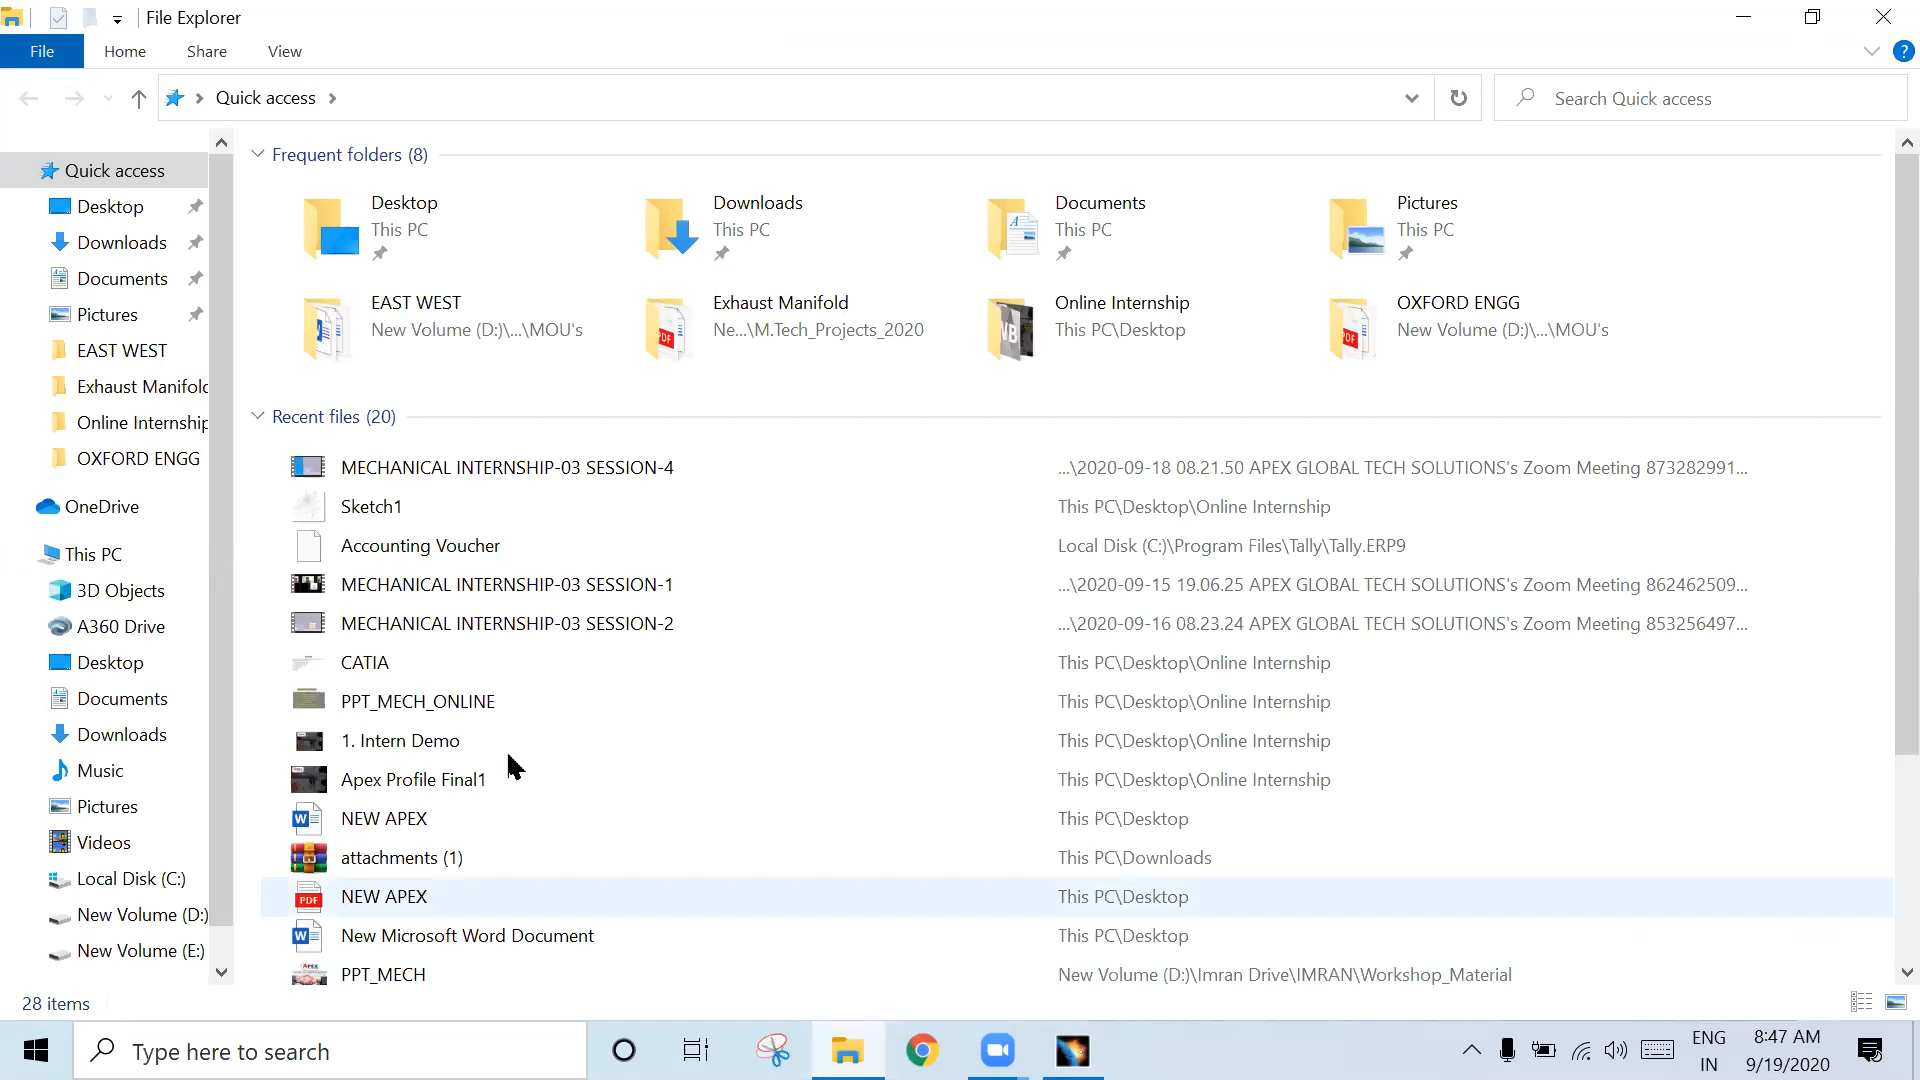 File Explorer
File Home Share View
Quick access
Search Quick access
Quick access
Desktop
Downloads
Documents
Pictures
EAST WEST
Exhaust Manifold
Online Internship
OXFORD ENGG
OneDrive
This PC
3D Objects
A360 Drive
Desktop
Documents
Downloads
Music
Pictures
Videos
Local Disk (C:)
New Volume (D:)
New Volume (E:)
Frequent folders (8)
Desktop
This PC
Downloads
This PC
Documents
This PC
Pictures
This PC
EAST WEST
New Volume (D:)\...\MOU's
Exhaust Manifold
Ne...\M.Tech_Projects_2020
Online Internship
This PC\Desktop
OXFORD ENGG
New Volume (D:)\...\MOU's
Recent files (20)
MECHANICAL INTERNSHIP-03 SESSION-4 ...\2020-09-18 08.21.50 APEX GLOBAL TECH SOLUTIONS's Zoom Meeting 873282991...
Sketch1 This PC\Desktop\Online Internship
Accounting Voucher Local Disk (C:)\Program Files\Tally\Tally.ERP9
MECHANICAL INTERNSHIP-03 SESSION-1 ...\2020-09-15 19.06.25 APEX GLOBAL TECH SOLUTIONS's Zoom Meeting 862462509...
MECHANICAL INTERNSHIP-03 SESSION-2 ...\2020-09-16 08.23.24 APEX GLOBAL TECH SOLUTIONS's Zoom Meeting 853256497...
CATIA This PC\Desktop\Online Internship
PPT_MECH_ONLINE This PC\Desktop\Online Internship
1. Intern Demo This PC\Desktop\Online Internship
Apex Profile Final1 This PC\Desktop\Online Internship
NEW APEX This PC\Desktop
attachments (1) This PC\Downloads
NEW APEX This PC\Desktop
New Microsoft Word Document This PC\Desktop
PPT_MECH New Volume (D:)\Imran Drive\IMRAN\Workshop_Material
28 items
Type here to search
ENG
IN
8:47 AM
9/19/2020